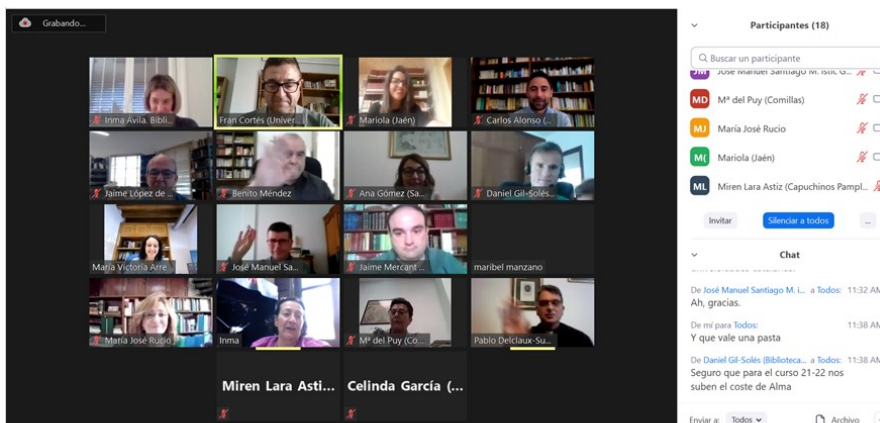 Grabando...
Inma Ávila. Bibli...
Fran Cortés (Univer...
Mariola (Jaén)
Carlos Alonso (...
Jaime López de ...
Benito Méndez
Ana Gómez (Sa...
Daniel Gil-Solés...
María Victoria Arre...
José Manuel Sa...
Jaime Mercant ...
maribel manzano
María José Rucio
Inma
Mª del Puy (Co...
Pablo Delclaux-Su...
Miren Lara Asti...
Celinda García (...
Participantes (18)
Buscar un participante
JM José Manuel Santiago M. Istic G...
MD Mª del Puy (Comillas)
MJ María José Rucio
M( Mariola (Jaén)
ML Miren Lara Astiz (Capuchinos Pampl...
Invitar Silenciar a todos ...
Chat
De José Manuel Santiago M. i... a Todos: 11:32 AM
Ah, gracias.
De mí para Todos: 11:38 AM
Y que vale una pasta
De Daniel Gil-Solés (Biblioteca... a Todos: 11:38 AM
Seguro que para el curso 21-22 nos
suben el coste de Alma
Enviar a: Todos Archivo